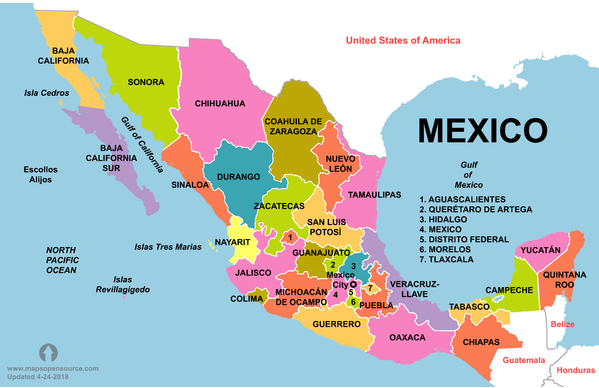 United States of America
BAJA
CALIFORNIA
SONORA
Isla Cedros
CHIHUAHUA
COAHUILA DE
ZARAGOZA
MEXICO
Gulf of California
BAJA
CALIFORNIA
SUR
Escollos
Alijos
NUEVO
LEÓN
DURANGO
SINALOA
TAMAULIPAS
Gulf
of
Mexico
1. AGUASCALIENTES
2. QUERÉTARO DE ARTEGA
3. HIDALGO
4. MEXICO
5. DISTRITO FEDERAL
6. MORELOS
7. TLAXCALA
ZACATECAS
SAN LUIS
POTOSÍ
NORTH
PACIFIC
OCEAN
Islas Tres Marias
NAYARIT
1
GUANAJUATO
2
3
JALISCO
Mexico
City
4
5
6
7
Islas
Revillagigedo
COLIMA
MICHOACÁN
DE OCAMPO
PUEBLA
VERACRUZ-
LLAVE
GUERRERO
OAXACA
TABASCO
CHIAPAS
CAMPECHE
YUCATÁN
QUINTANA
ROO
Belize
Guatemala
Honduras
www.mapsopensource.com
Updated 4-24-2018